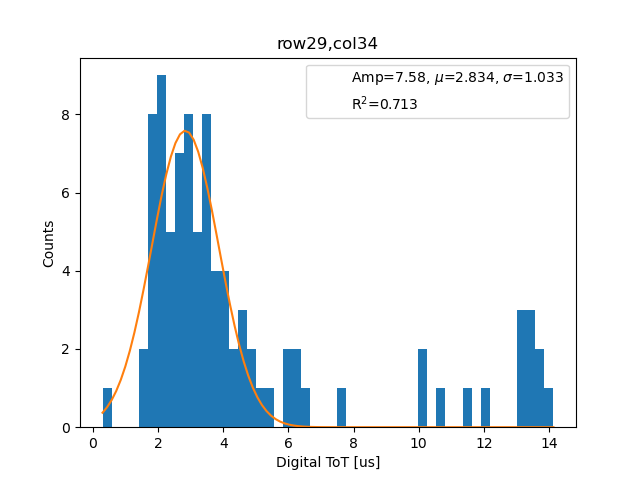 row29,col34
Amp=7.58, μ=2.834, σ=1.033
R²=0.713
Counts
8
6
4
2
0
0 2 4 6 8 10 12 14
Digital ToT [us]